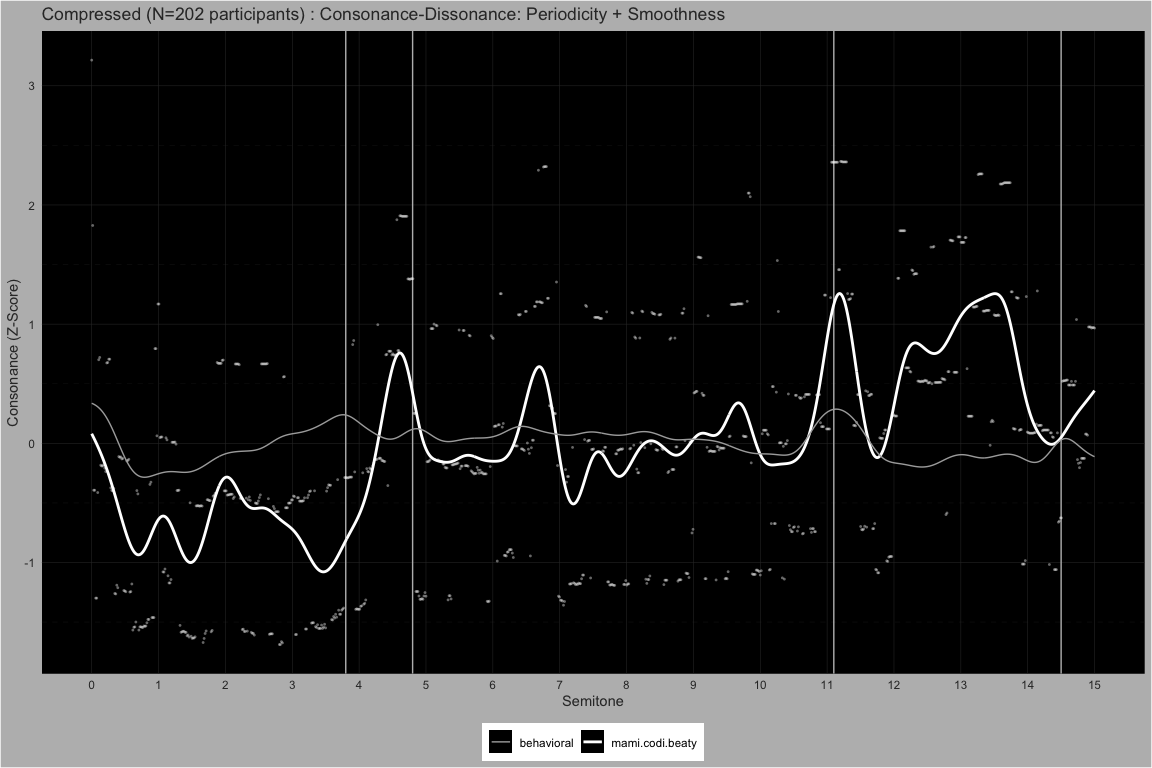 Compressed (N=202 participants) : Consonance-Dissonance: Periodicity + Smoothness
Consonance (Z-Score)
3
2
1
0
-1
0 1 2 3 4 5 6 7 8 9 10 11 12 13 14 15
Semitone
behavioral mami.codi.beaty